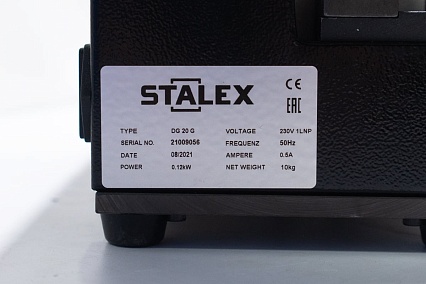 STALEX
CE
EAC
TYPE DG 20 G VOLTAGE 230V 1LNP
SERIAL NO. 21009056 FREQUENZ 50Hz
DATE 08/2021 AMPERE 0.5A
POWER 0.12kW NET WEIGHT 10kg